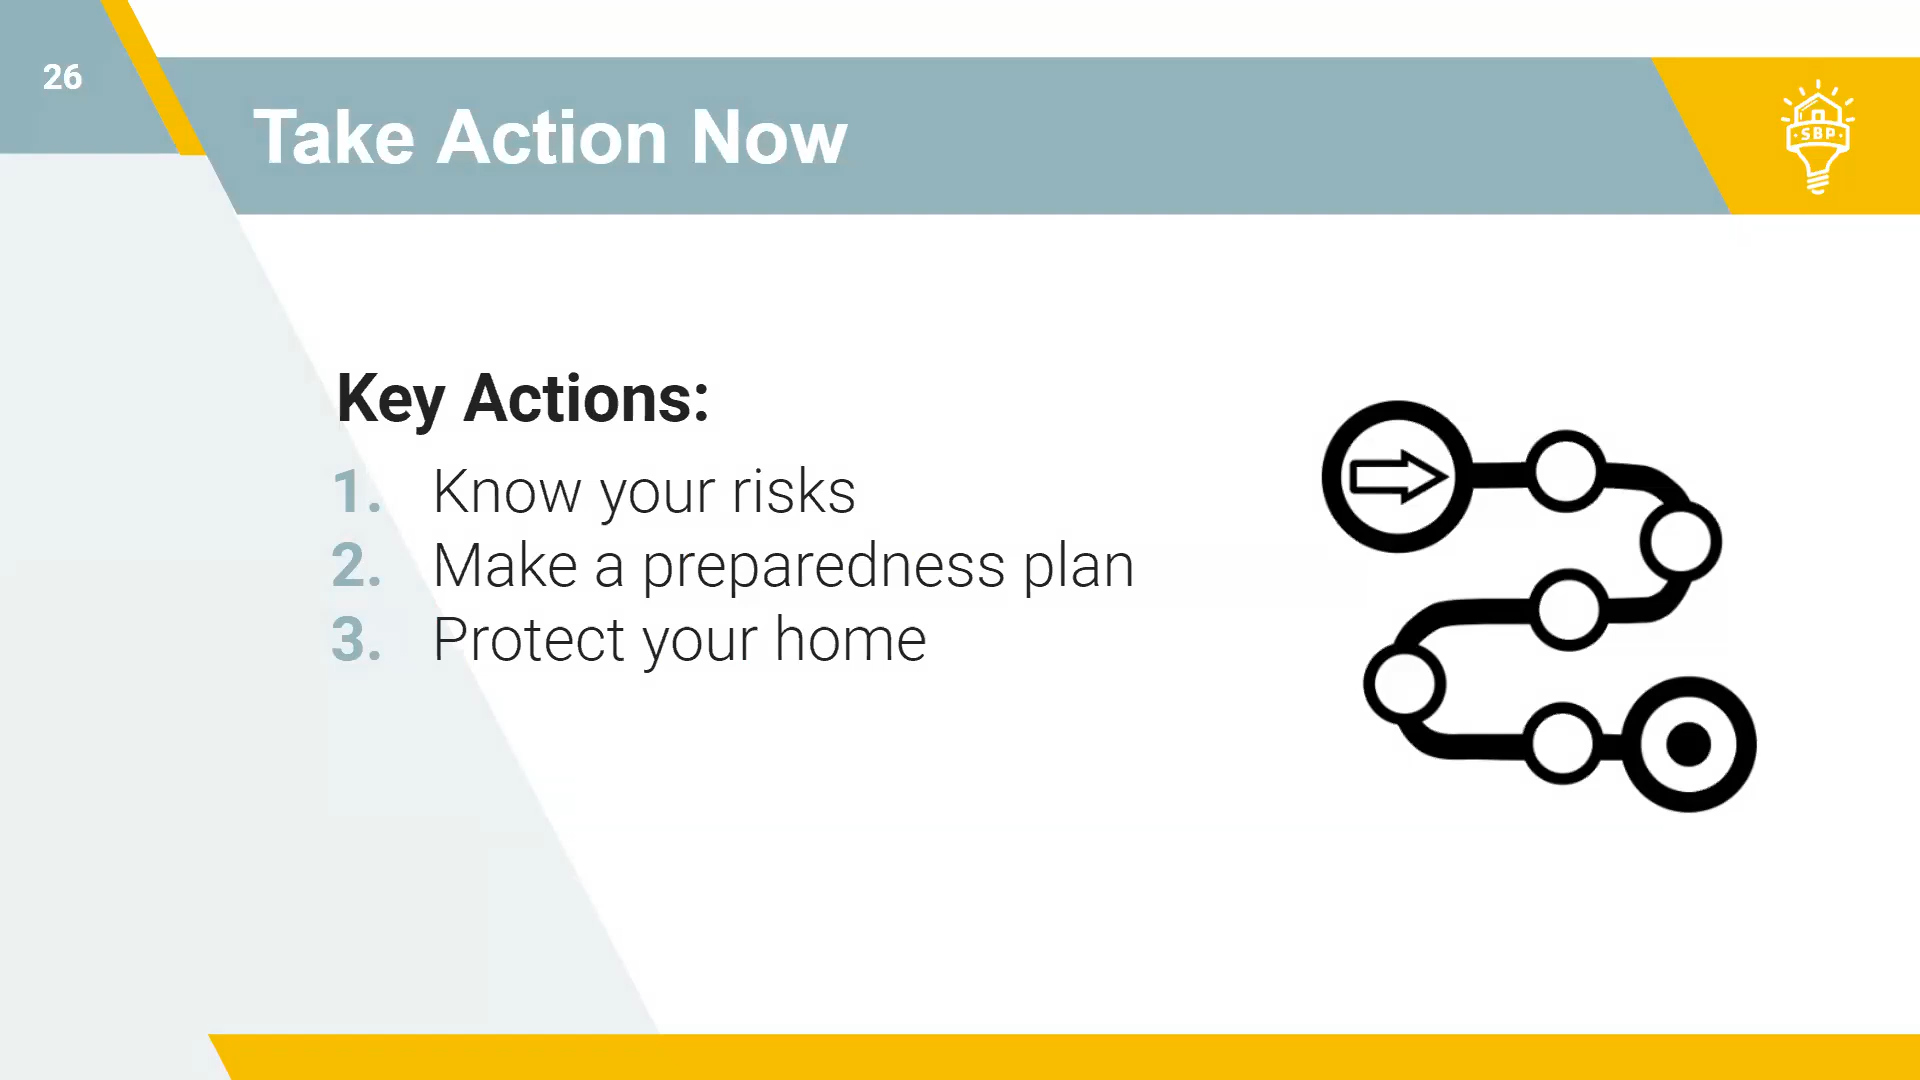 26
Take Action Now
SBP
Key Actions:
1. Know your risks
2. Make a preparedness plan
3. Protect your home